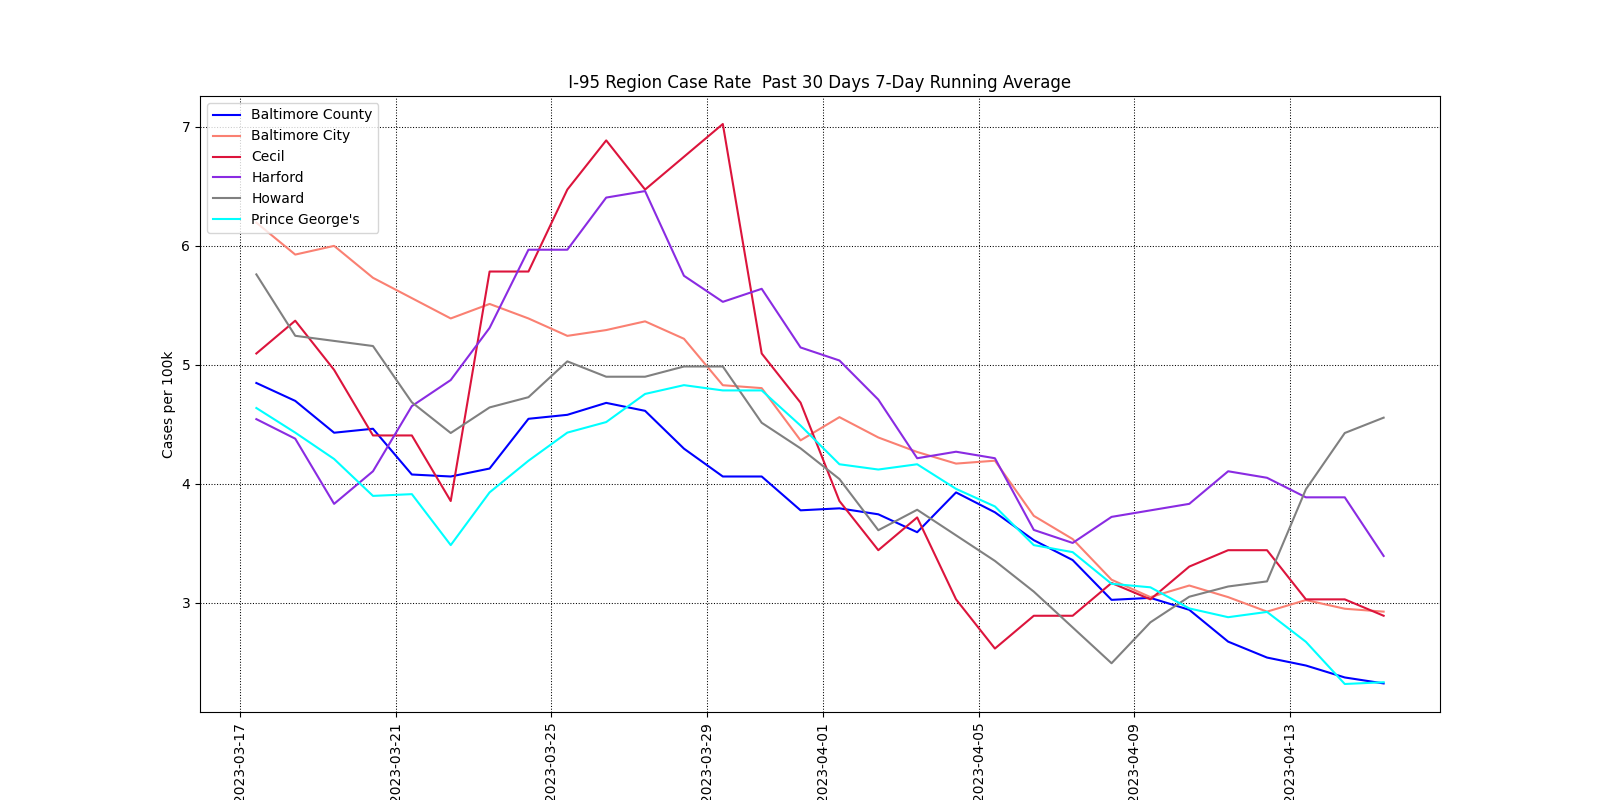 I-95 Region Case Rate  Past 30 Days 7-Day Running Average
Baltimore County
Baltimore City
Cecil
Harford
Howard
Prince George's
7
6
5
4
3
Cases per 100k
2023-03-17
2023-03-21
2023-03-25
2023-03-29
2023-04-01
2023-04-05
2023-04-09
2023-04-13